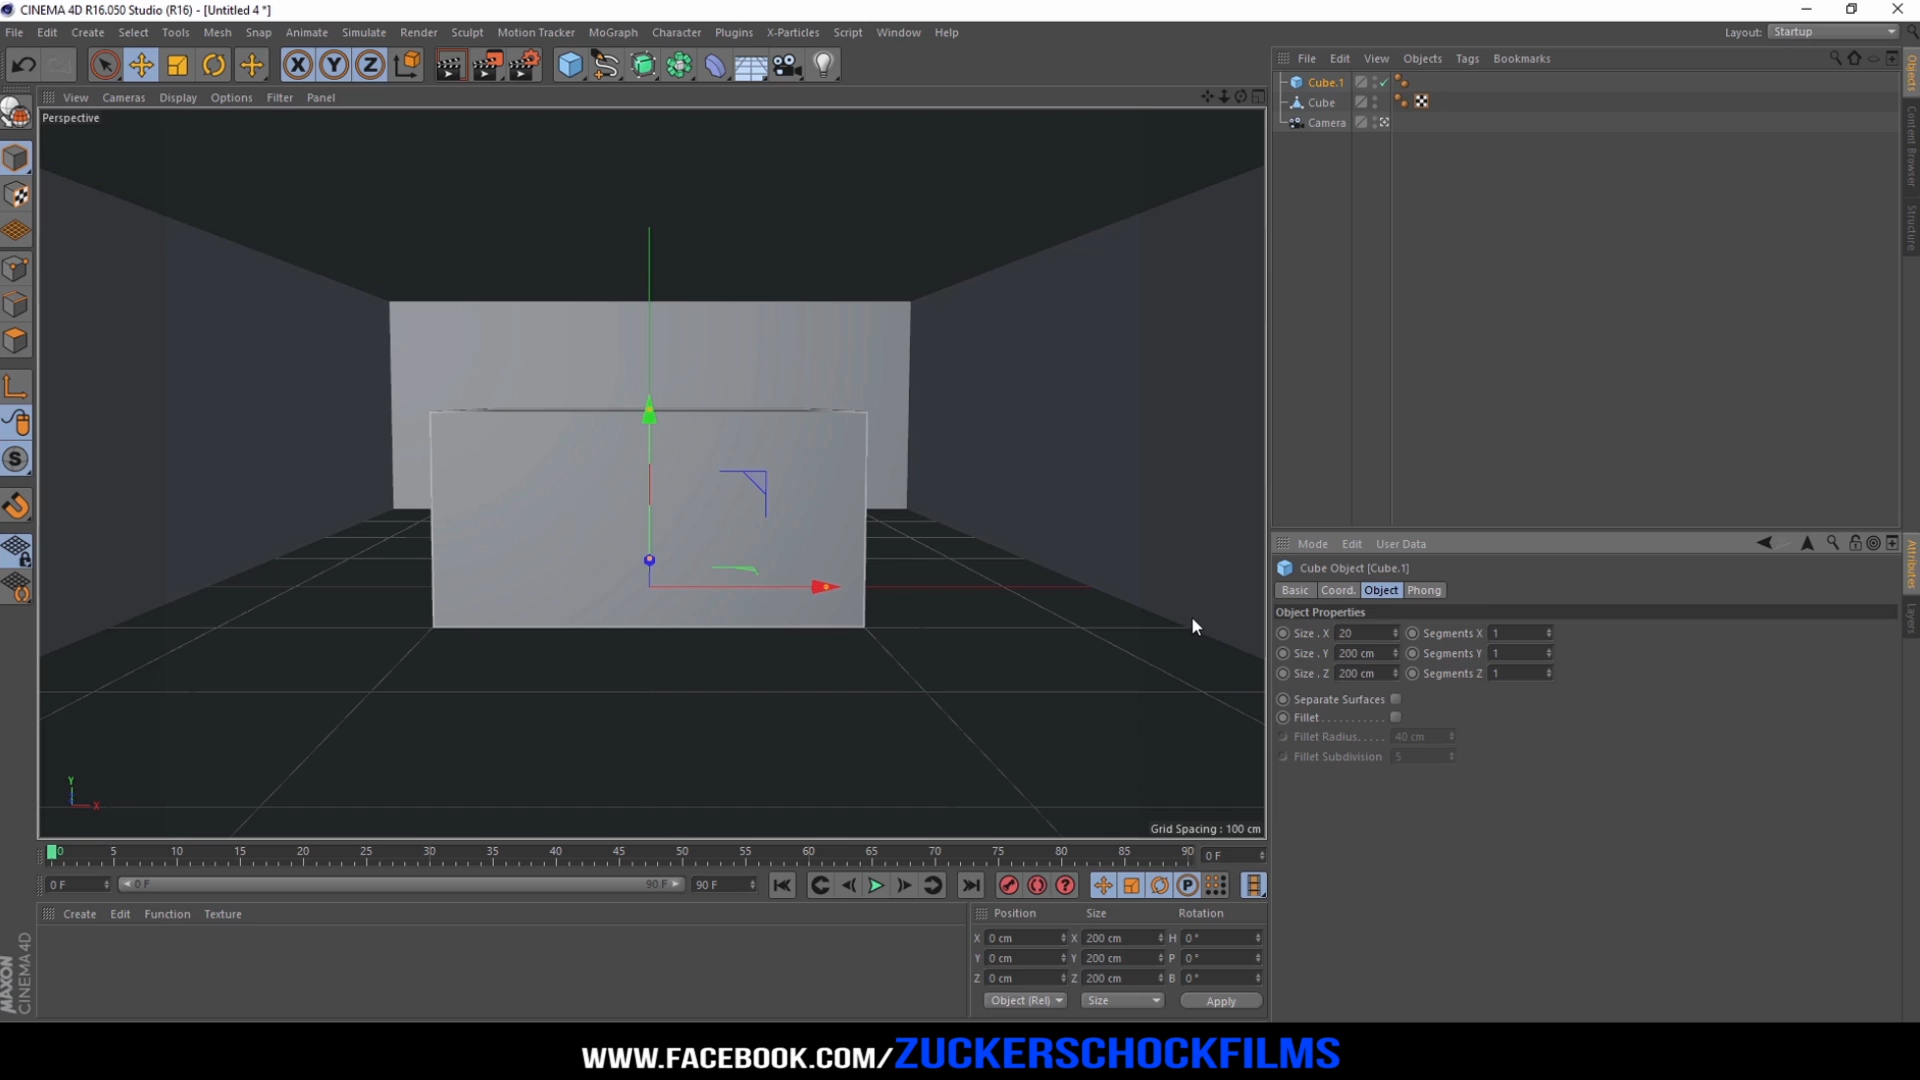 CINEMA 4D R16.050 Studio (R16) - [Untitled 4 *]
File Edit Create Select Tools Mesh Snap Animate Simulate Render Sculpt Motion Tracker MoGraph Character Plugins X-Particles Script Window Help
Layout: Startup
View Cameras Display Options Filter Panel
Perspective
File Edit View Objects Tags Bookmarks
Cube.1
Cube
Camera
Objects
Content Browser
Structure
Mode Edit User Data
Cube Object [Cube.1]
Basic Coord. Object Phong
Object Properties
Size . X 20 Segments X 1
Size . Y 200 cm Segments Y 1
Size . Z 200 cm Segments Z 1
Separate Surfaces
Fillet . . . . . . . . . . .
Fillet Radius. . . . . 40 cm
Fillet Subdivision 5
Attributes
Layers
Y
X
Grid Spacing : 100 cm
0 5 10 15 20 25 30 35 40 45 50 55 60 65 70 75 80 85 90 0 F
0 F 0 F 90 F 90 F
Create Edit Function Texture
Position Size Rotation
X 0 cm X 200 cm H 0 °
Y 0 cm Y 200 cm P 0 °
Z 0 cm Z 200 cm B 0 °
Object (Rel) Size Apply
MAXON
CINEMA 4D
WWW.FACEBOOK.COM/ZUCKERSCHOCKFILMS